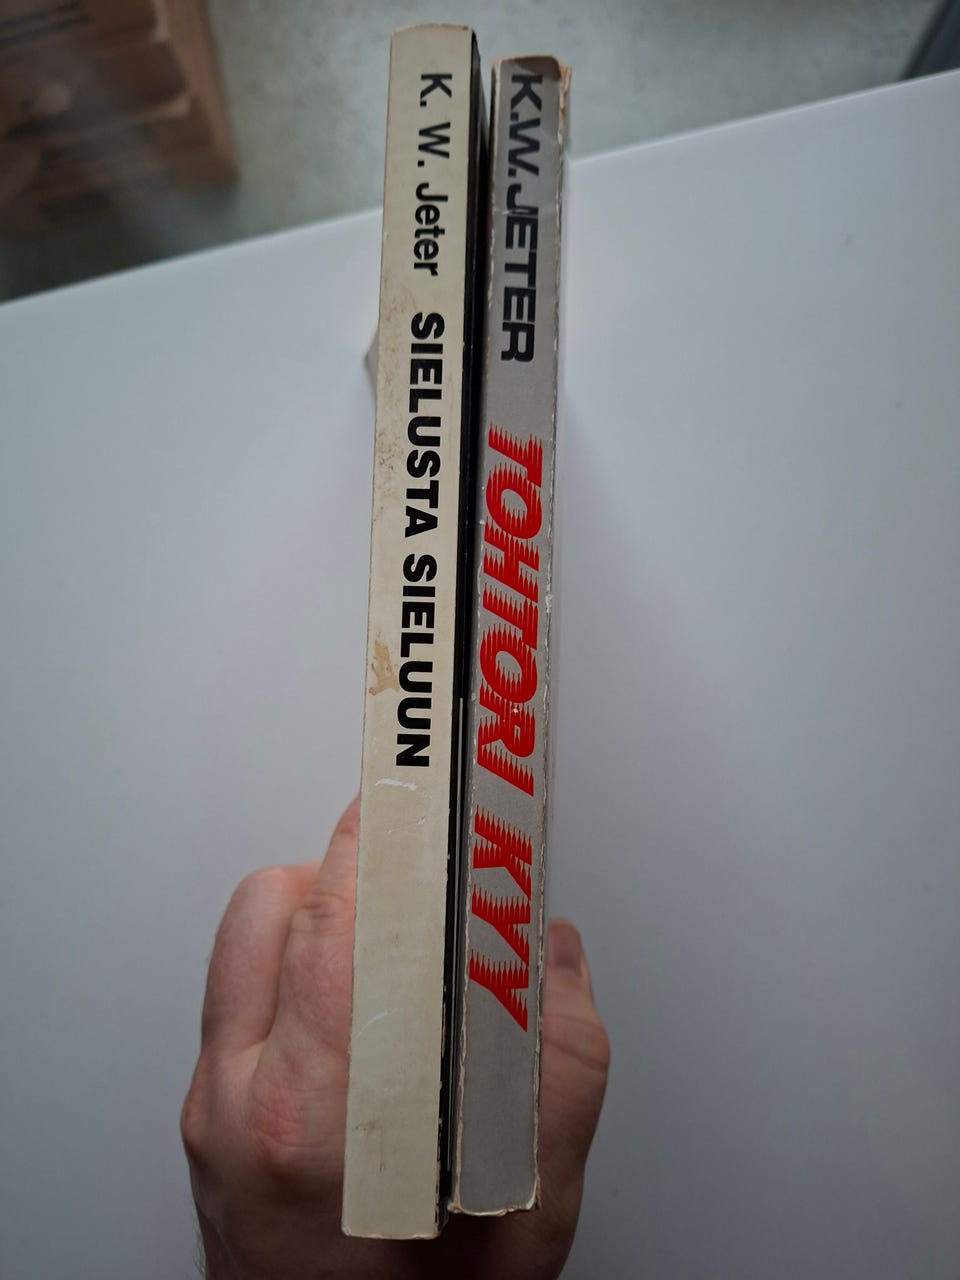 K. W. Jeter SIELUSTA SIELUUN
K.W.JETER TOHTORI KYY